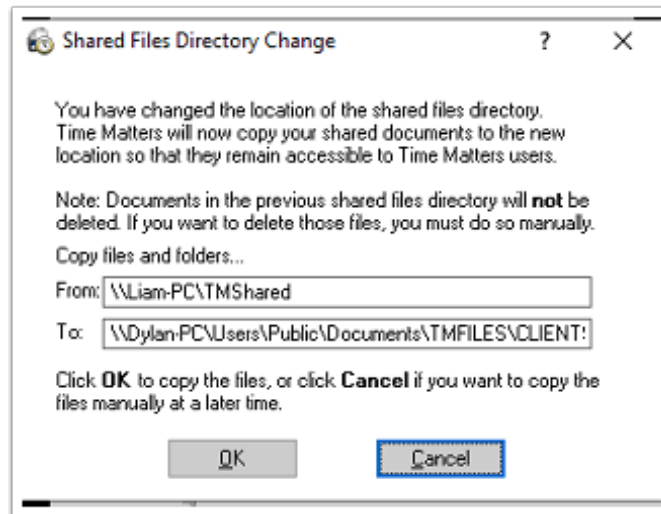 Shared Files Directory Change
?
You have changed the location of the shared files directory.
Time Matters will now copy your shared documents to the new
location so that they remain accessible to Time Matters users.
Note: Documents in the previous shared files directory will not be
deleted. If you want to delete those files, you must do so manually.
Copy files and folders...
From: \\Liam-PC\TMShared
To: \\Dylan-PC\Users\Public\Documents\TMFILES\CLIENT
Click OK to copy the files, or click Cancel if you want to copy the
files manually at a later time.
OK Cancel